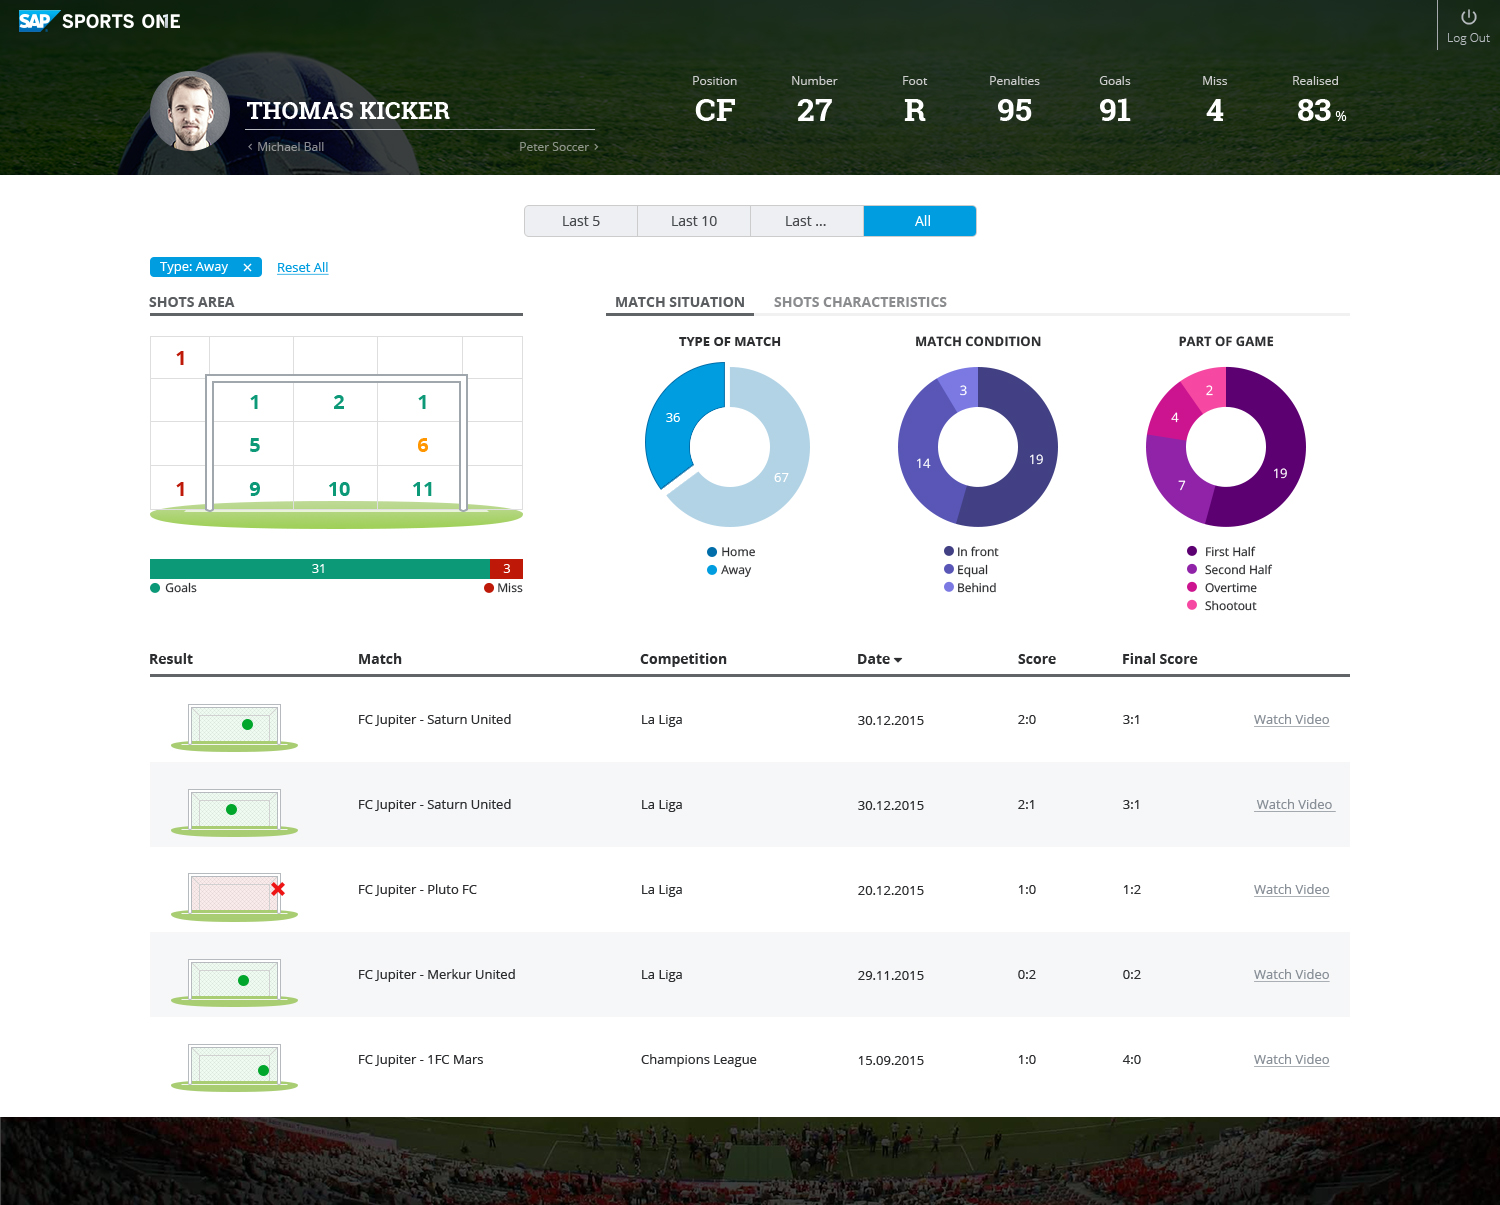 SAP SPORTS ONE
Log Out
Position Number Foot Penalties Goals Miss Realised
CF 27 R 95 91 4 83 %
THOMAS KICKER
‹ Michael Ball Peter Soccer ›
Last 5 Last 10 Last ... All
Type: Away × Reset All
SHOTS AREA
MATCH SITUATION SHOTS CHARACTERISTICS
1
1 2 1
5 6
1 9 10 11
31 3
Goals Miss
TYPE OF MATCH
36
67
Home
Away
MATCH CONDITION
3
14 19
In front
Equal
Behind
PART OF GAME
2
4
19
7
First Half
Second Half
Overtime
Shootout
Result Match Competition Date Score Final Score
FC Jupiter - Saturn United La Liga 30.12.2015 2:0 3:1 Watch Video
FC Jupiter - Saturn United La Liga 30.12.2015 2:1 3:1 Watch Video
FC Jupiter - Pluto FC La Liga 20.12.2015 1:0 1:2 Watch Video
FC Jupiter - Merkur United La Liga 29.11.2015 0:2 0:2 Watch Video
FC Jupiter - 1FC Mars Champions League 15.09.2015 1:0 4:0 Watch Video